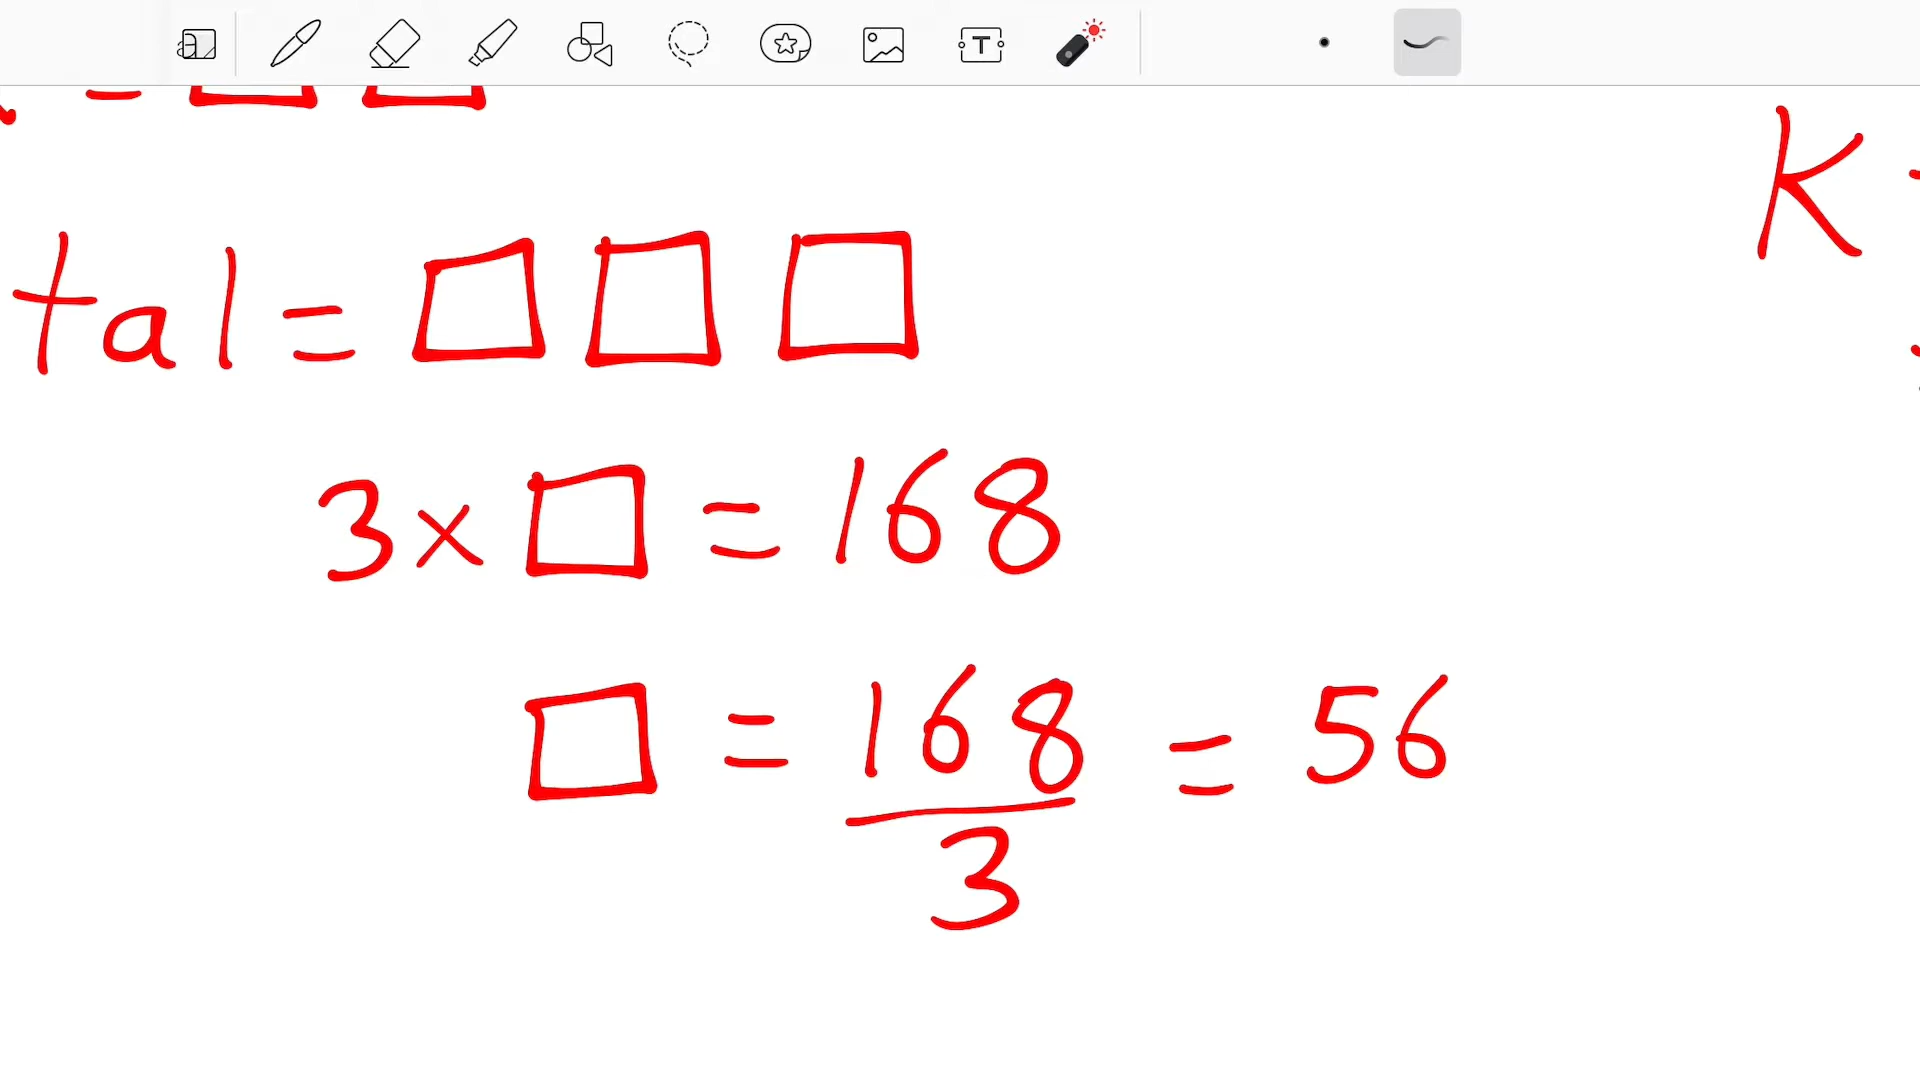 = □ □
K
tal = □ □ □
3 × □ = 168
□ = 168/3 = 56